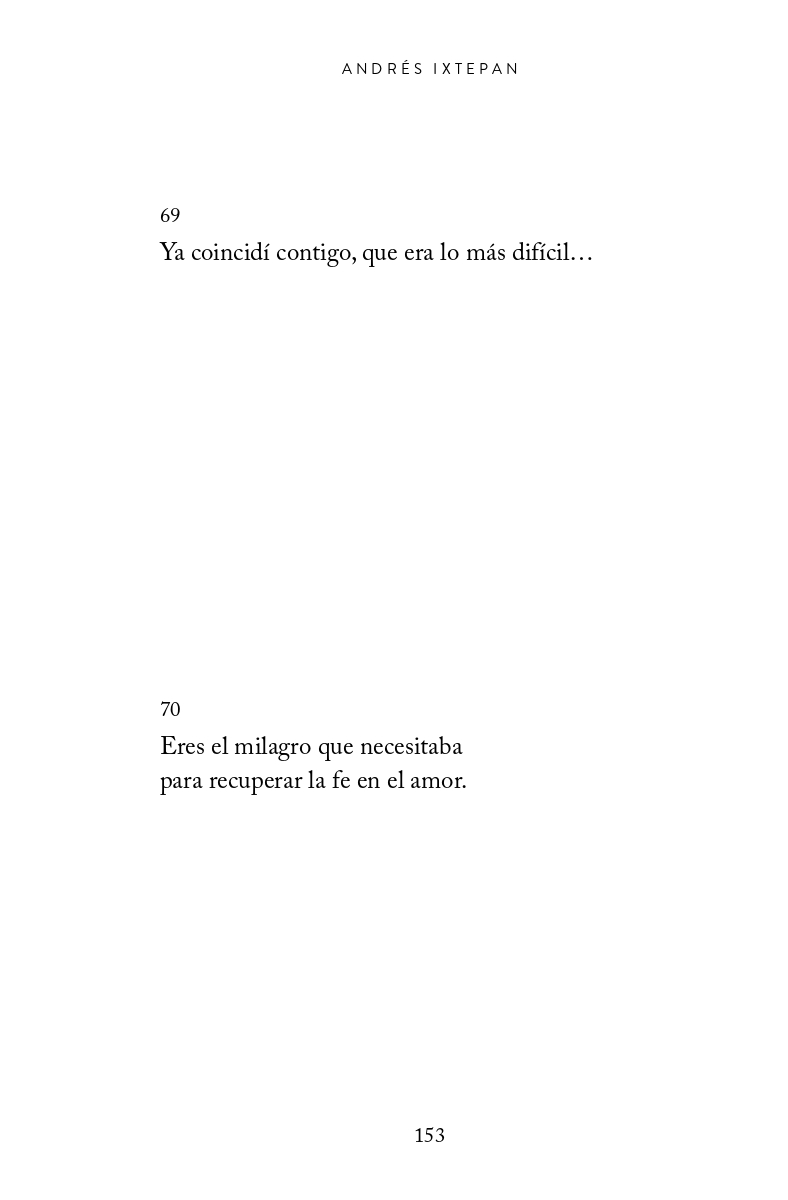 ANDRÉS IXTEPAN
69
Ya coincidí contigo, que era lo más difícil…
70
Eres el milagro que necesitaba
para recuperar la fe en el amor.
153